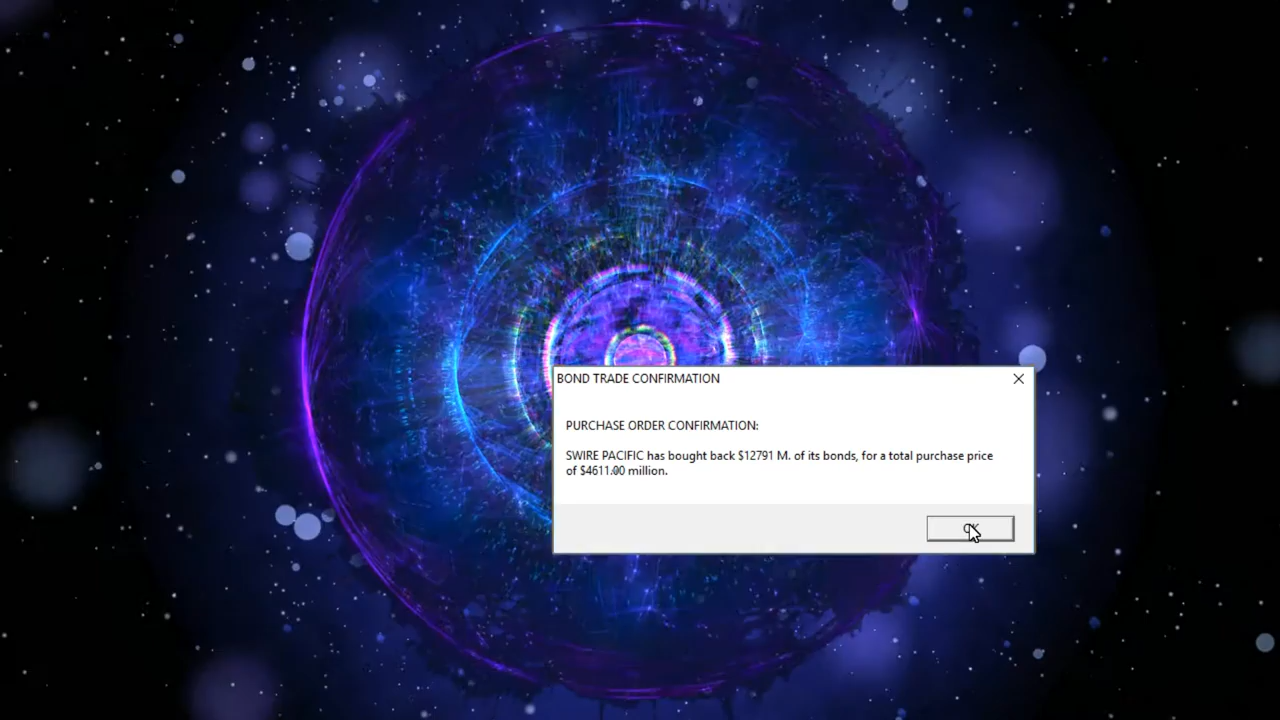 BOND TRADE CONFIRMATION
PURCHASE ORDER CONFIRMATION:
SWIRE PACIFIC has bought back $12791 M. of its bonds, for a total purchase price
of $4611.00 million.
OK